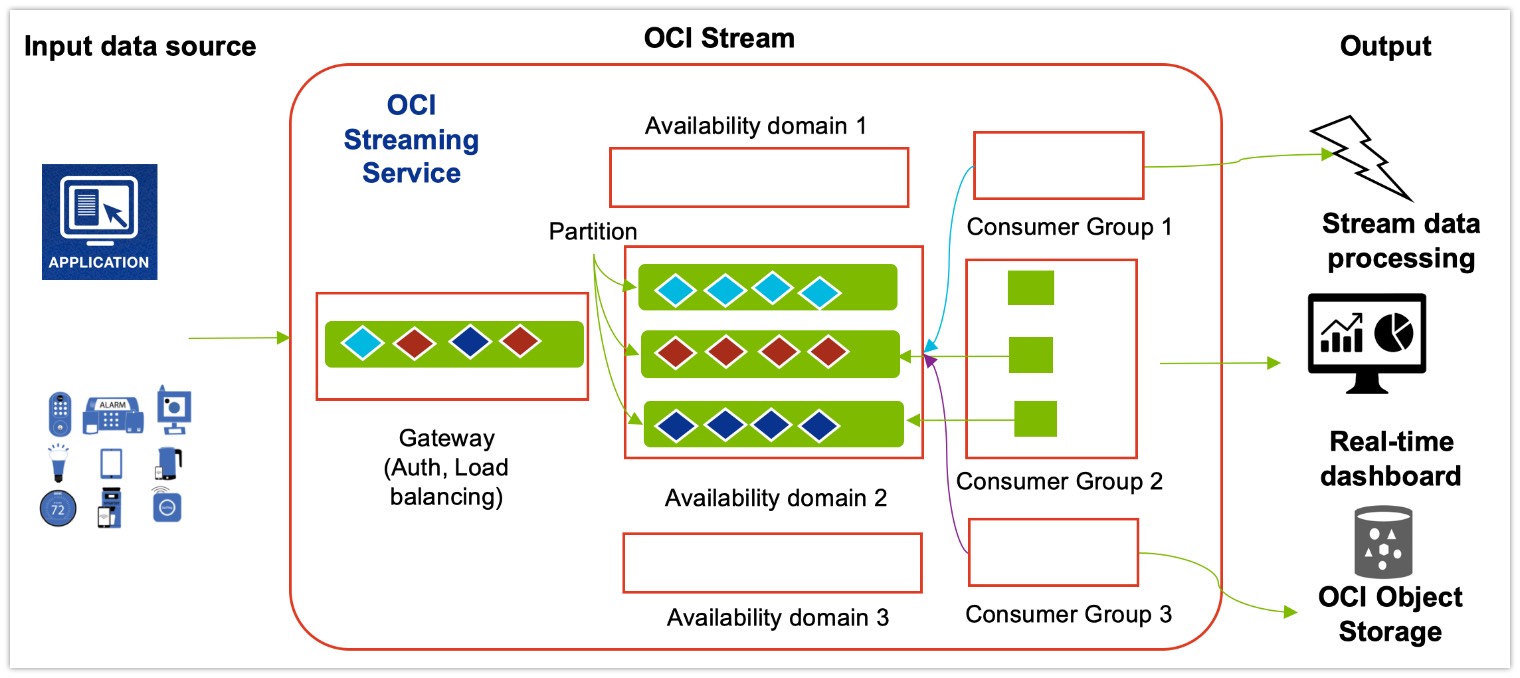 Input data source
OCI Stream
Output
OCI
Streaming
Service
Availability domain 1
APPLICATION
Partition
Consumer Group 1
Stream data
processing
ALARM
72
Gateway
(Auth, Load
balancing)
Availability domain 2
Consumer Group 2
Real-time
dashboard
Availability domain 3
Consumer Group 3
OCI Object
Storage